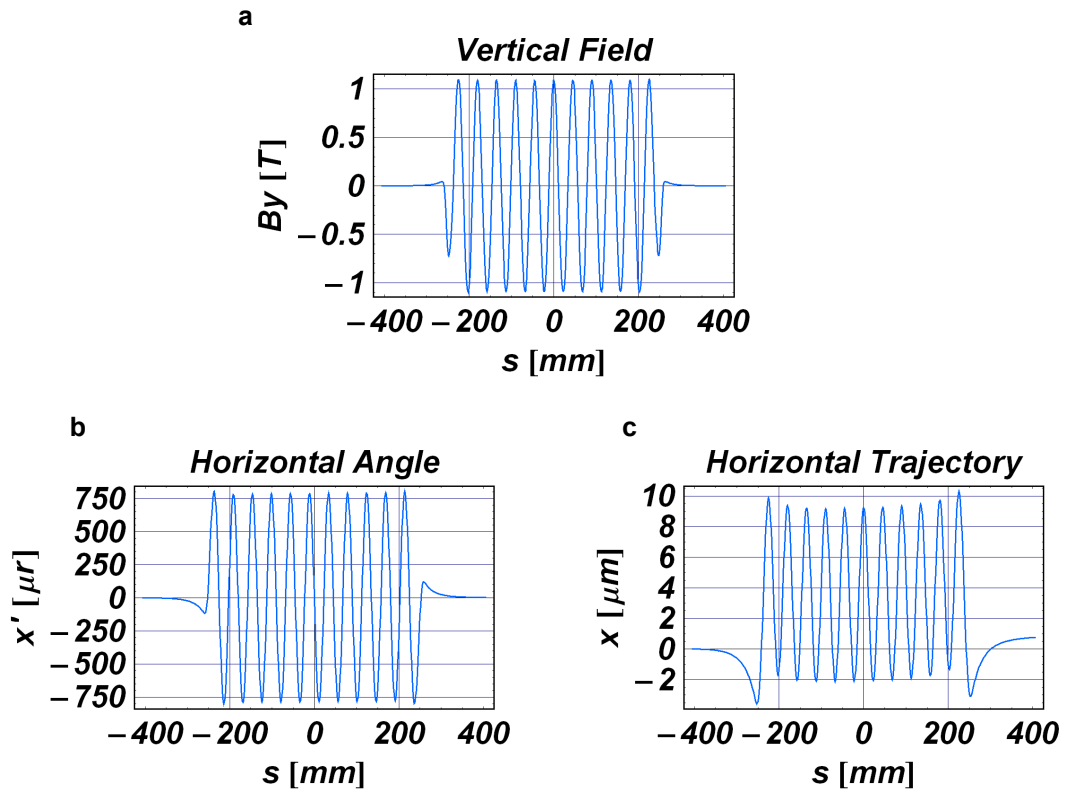 a
Vertical Field
1
0.5
0
−0.5
−1
By [T]
−400 −200 0 200 400
s [mm]
b
Horizontal Angle
750
500
250
0
−250
−500
−750
x' [μr]
−400 −200 0 200 400
s [mm]
c
Horizontal Trajectory
10
8
6
4
2
0
−2
x [μm]
−400 −200 0 200 400
s [mm]